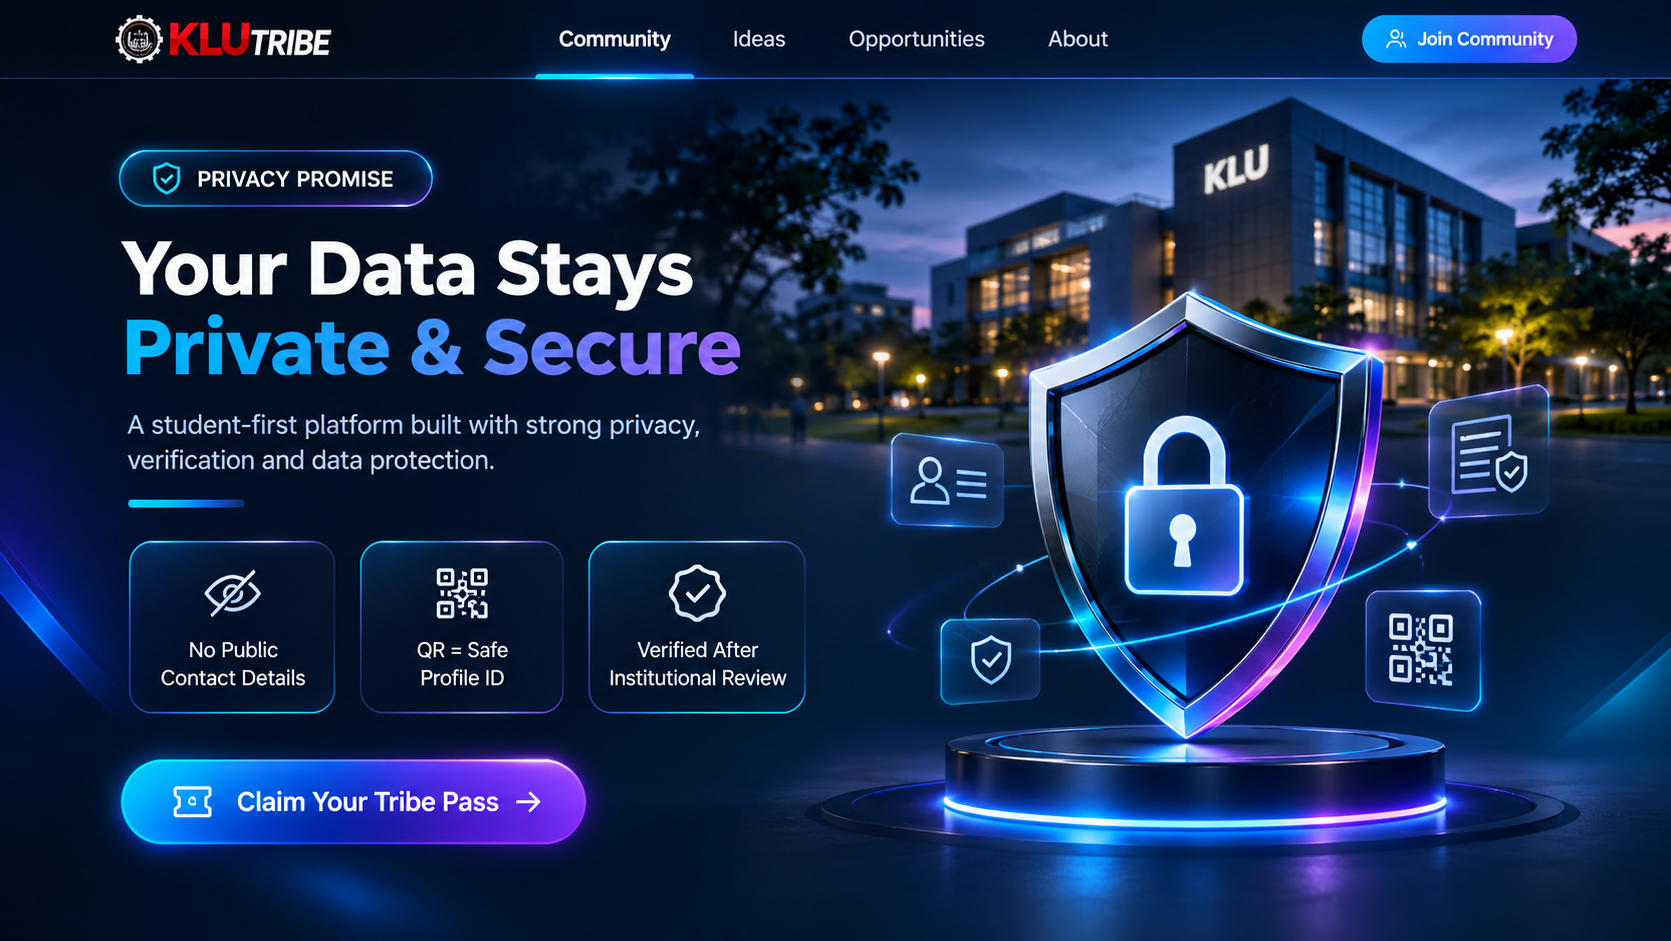 KLUTRIBE
Community
Ideas
Opportunities
About
Join Community
KLU
PRIVACY PROMISE
Your Data Stays
Private & Secure
A student-first platform built with strong privacy,
verification and data protection.
No Public
Contact Details
QR = Safe
Profile ID
Verified After
Institutional Review
Claim Your Tribe Pass